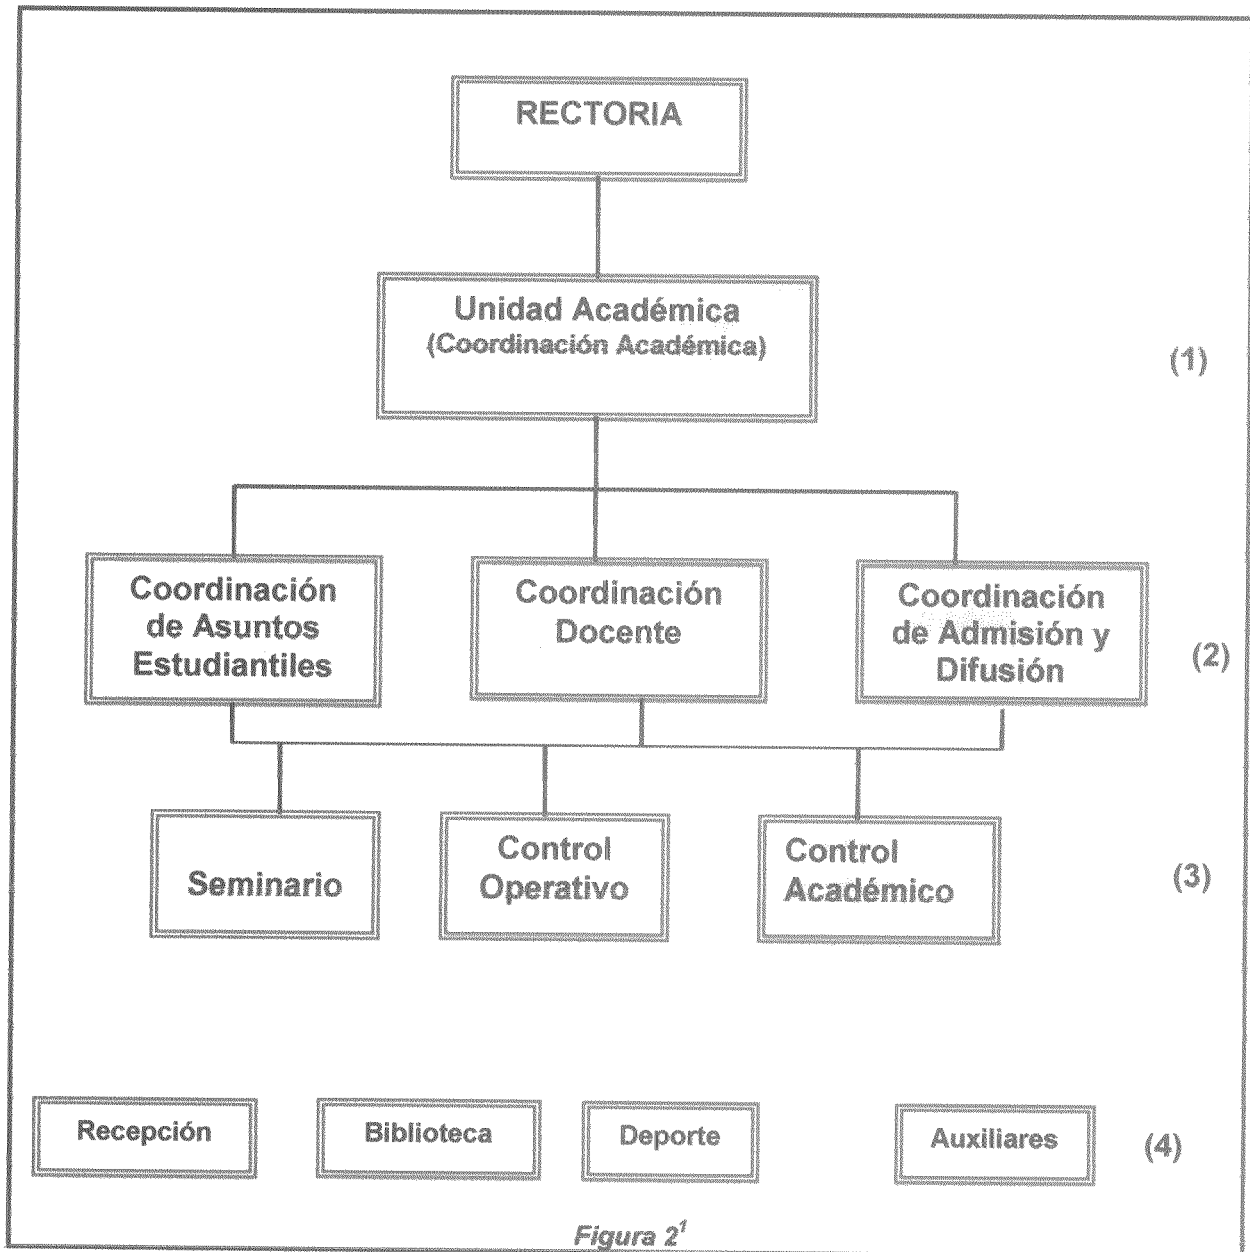 RECTORIA
Unidad Académica
(Coordinación Académica)
(1)
Coordinación
de Asuntos
Estudiantiles
Coordinación
Docente
Coordinación
de Admisión y
Difusión
(2)
Seminario
Control
Operativo
Control
Académico
(3)
Recepción
Biblioteca
Deporte
Auxiliares
(4)
Figura 2¹